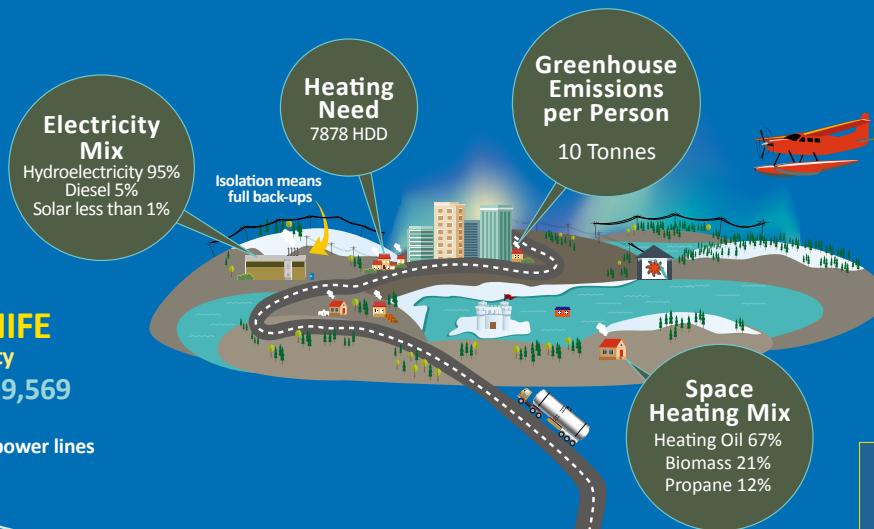 Greenhouse
Emissions
per Person
10 Tonnes
Heating
Need
7878 HDD
Electricity
Mix
Hydroelectricity 95%
Diesel 5%
Solar less than 1%
Isolation means
full back-ups
9,569
power lines
Space
Heating Mix
Heating Oil 67%
Biomass 21%
Propane 12%